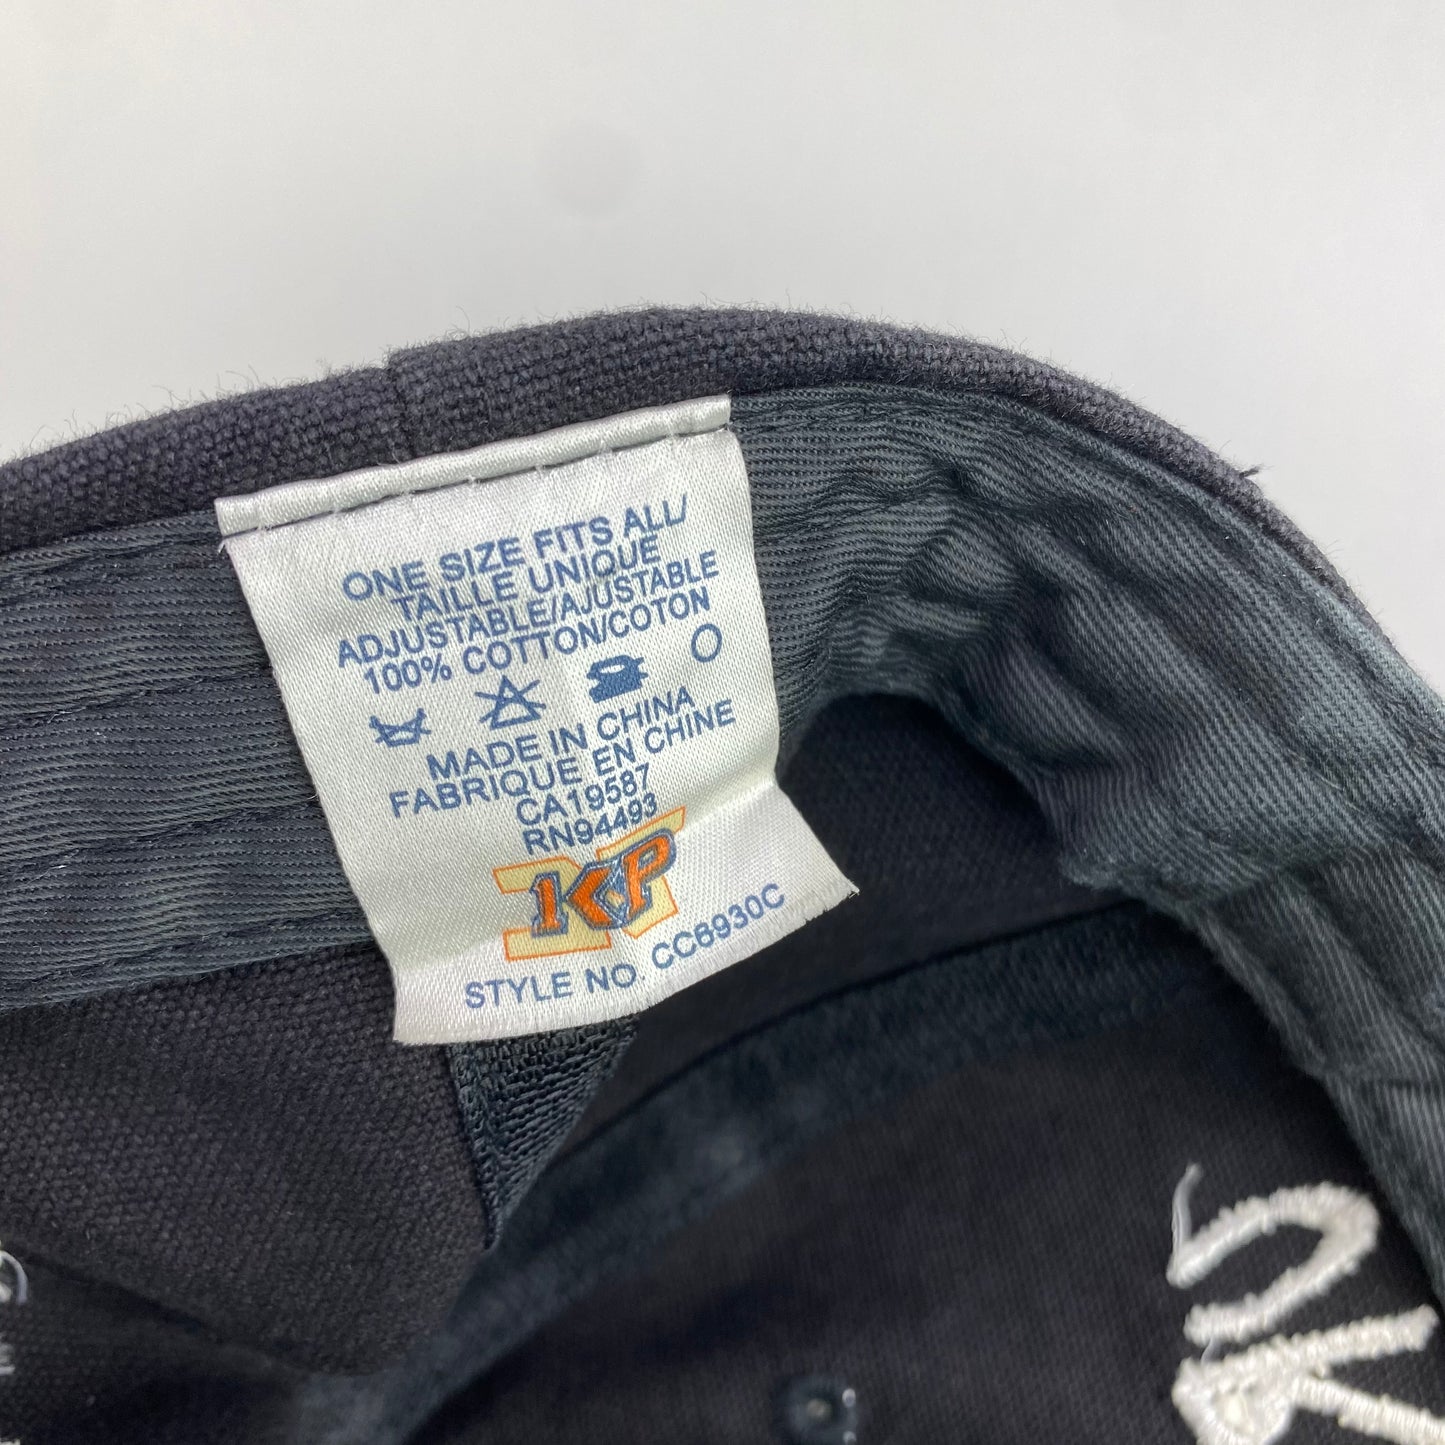 ONE SIZE FITS ALL/
TAILLE UNIQUE
ADJUSTABLE/AJUSTABLE
100% COTTON/COTON
MADE IN CHINA
FABRIQUE EN CHINE
CA19587
RN94493
KP
STYLE NO. CC6930C